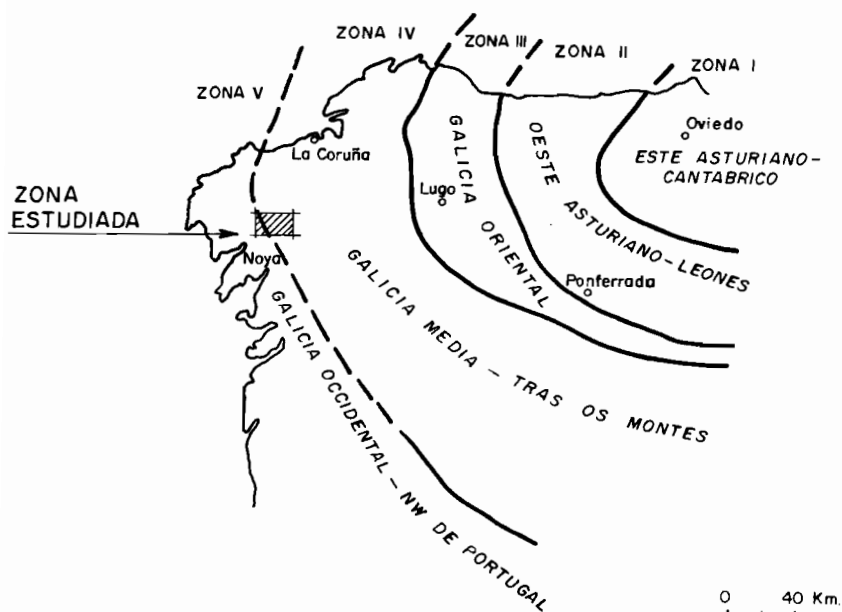 ZONA V
ZONA IV
ZONA III
ZONA II
ZONA I
La Coruña
Oviedo
ESTE ASTURIANO-
CANTABRICO
Lugo
GALICIA ORIENTAL
OESTE ASTURIANO-LEONES
ZONA
ESTUDIADA
Noya
Ponferrada
GALICIA MEDIA - TRAS OS MONTES
GALICIA OCCIDENTAL - NW DE PORTUGAL
0 40 Km.